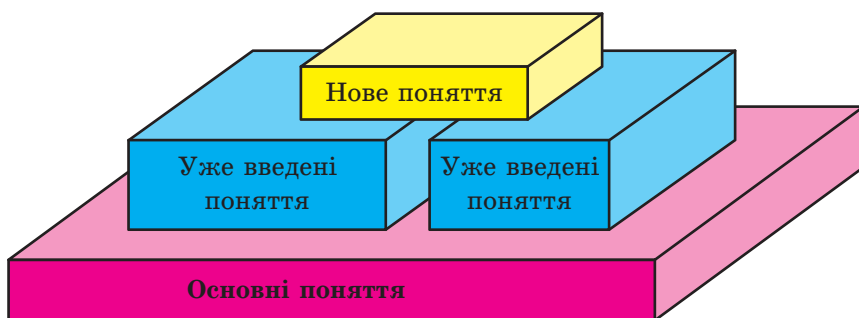 Нове поняття
Уже введені
поняття
Уже введені
поняття
Основні поняття